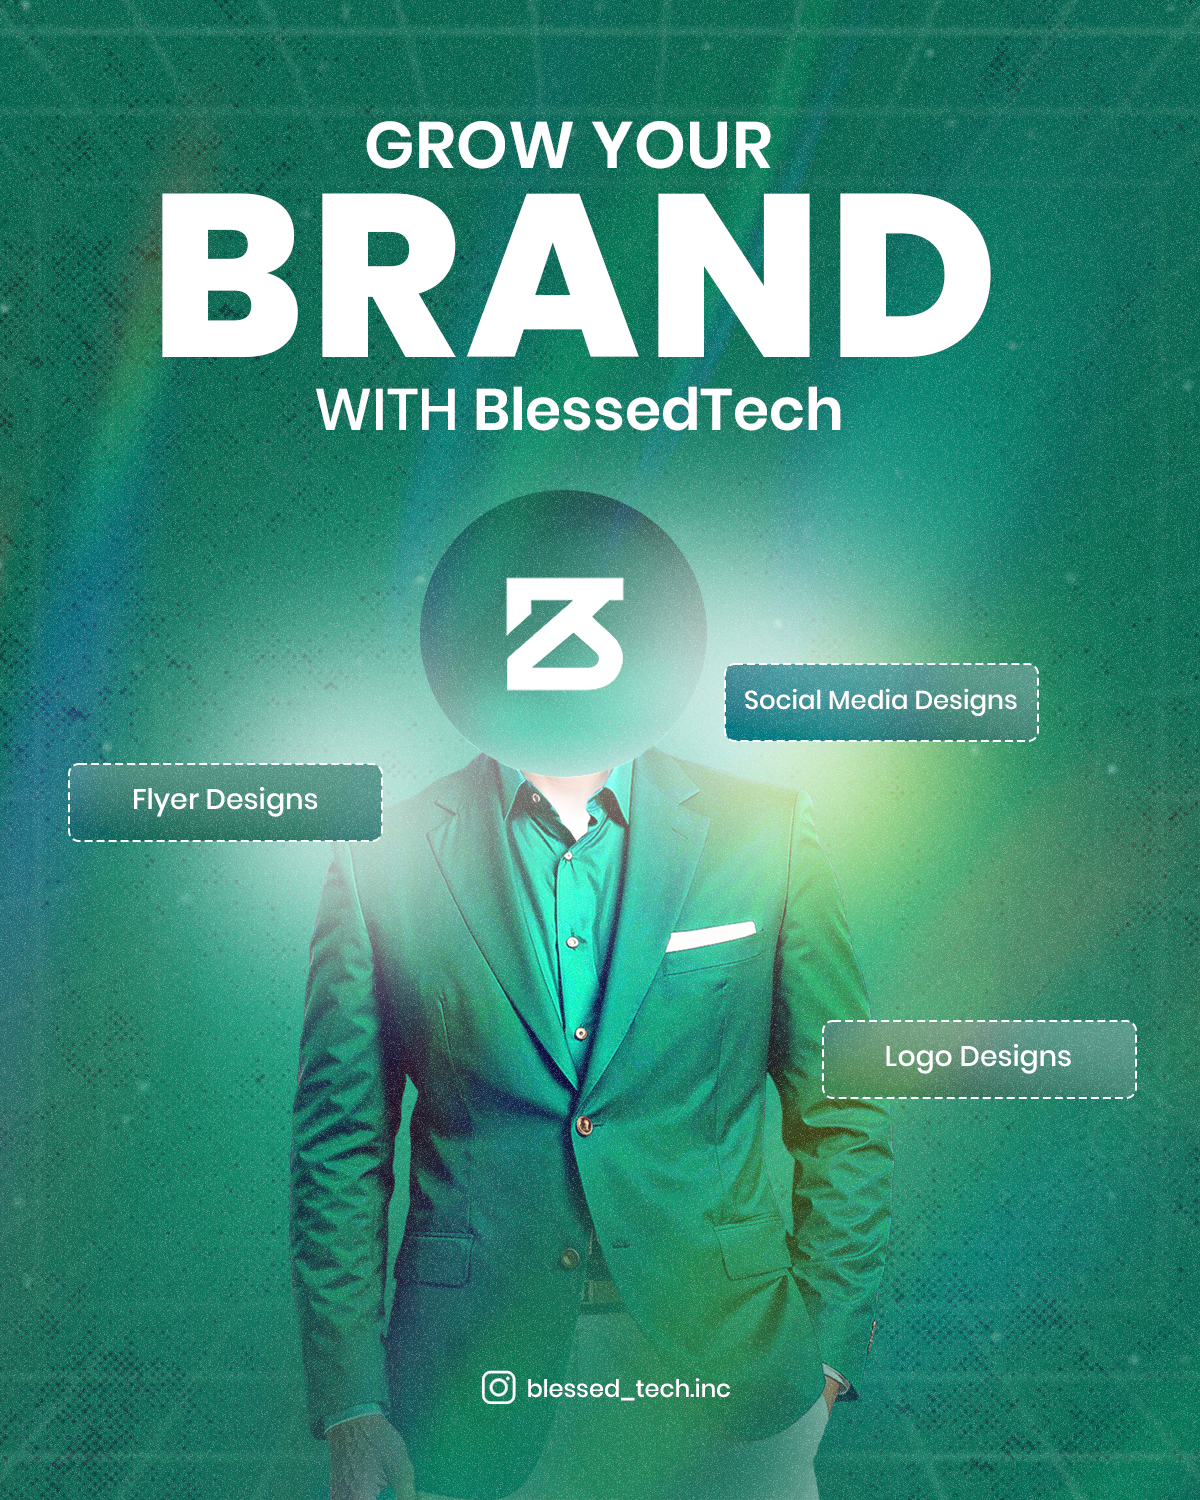 GROW YOUR
BRAND
WITH BlessedTech
Social Media Designs
Flyer Designs
Logo Designs
blessed_tech.inc